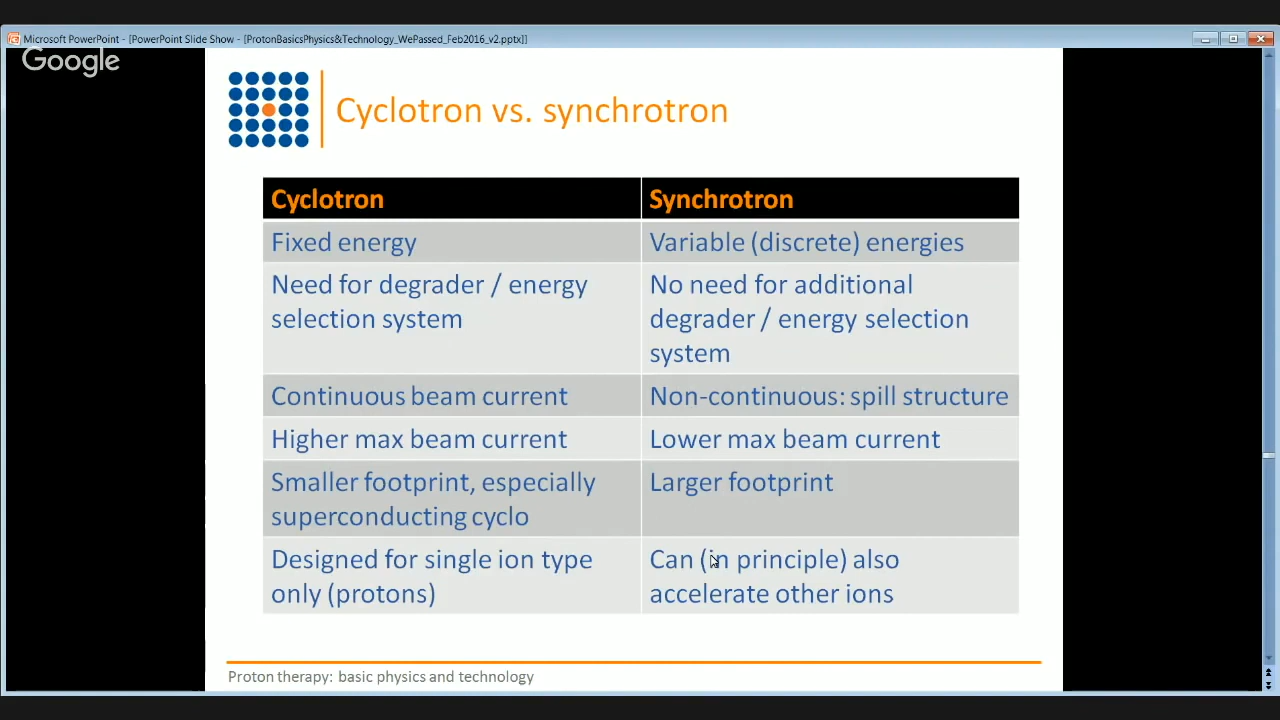 Microsoft PowerPoint - [PowerPoint Slide Show - [ProtonBasicsPhysics&Technology_WePassed_Feb2016_v2.pptx]]
Google
Cyclotron vs. synchrotron
Cyclotron
Synchrotron
Fixed energy
Variable (discrete) energies
Need for degrader / energy
selection system
No need for additional
degrader / energy selection
system
Continuous beam current
Non-continuous: spill structure
Higher max beam current
Lower max beam current
Smaller footprint, especially
superconducting cyclo
Larger footprint
Designed for single ion type
only (protons)
Can (in principle) also
accelerate other ions
Proton therapy: basic physics and technology